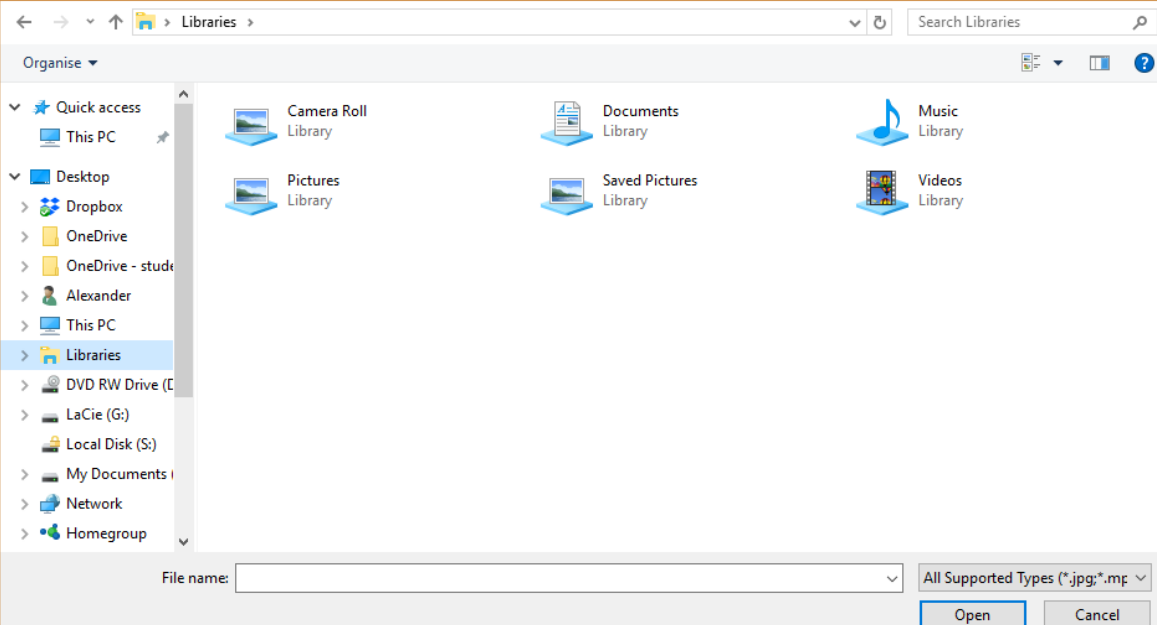 Libraries
Search Libraries
Organise
?
Quick access
This PC
Desktop
Dropbox
OneDrive
OneDrive - stude
Alexander
This PC
Libraries
DVD RW Drive (D
LaCie (G:)
Local Disk (S:)
My Documents (
Network
Homegroup
Camera Roll
Library
Documents
Library
Music
Library
Pictures
Library
Saved Pictures
Library
Videos
Library
File name:
All Supported Types (*.jpg;*.mp
Open
Cancel